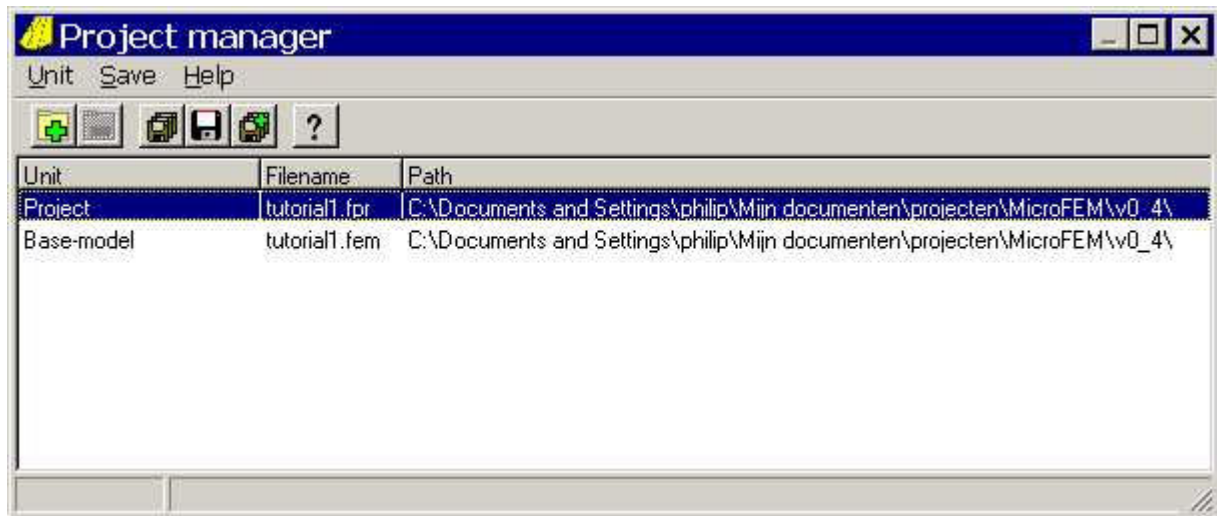 Project manager
Unit Save Help
?
Unit Filename Path
Project tutorial1.fpr C:\Documents and Settings\philip\Mijn documenten\projecten\MicroFEM\v0_4\
Base-model tutorial1.fem C:\Documents and Settings\philip\Mijn documenten\projecten\MicroFEM\v0_4\